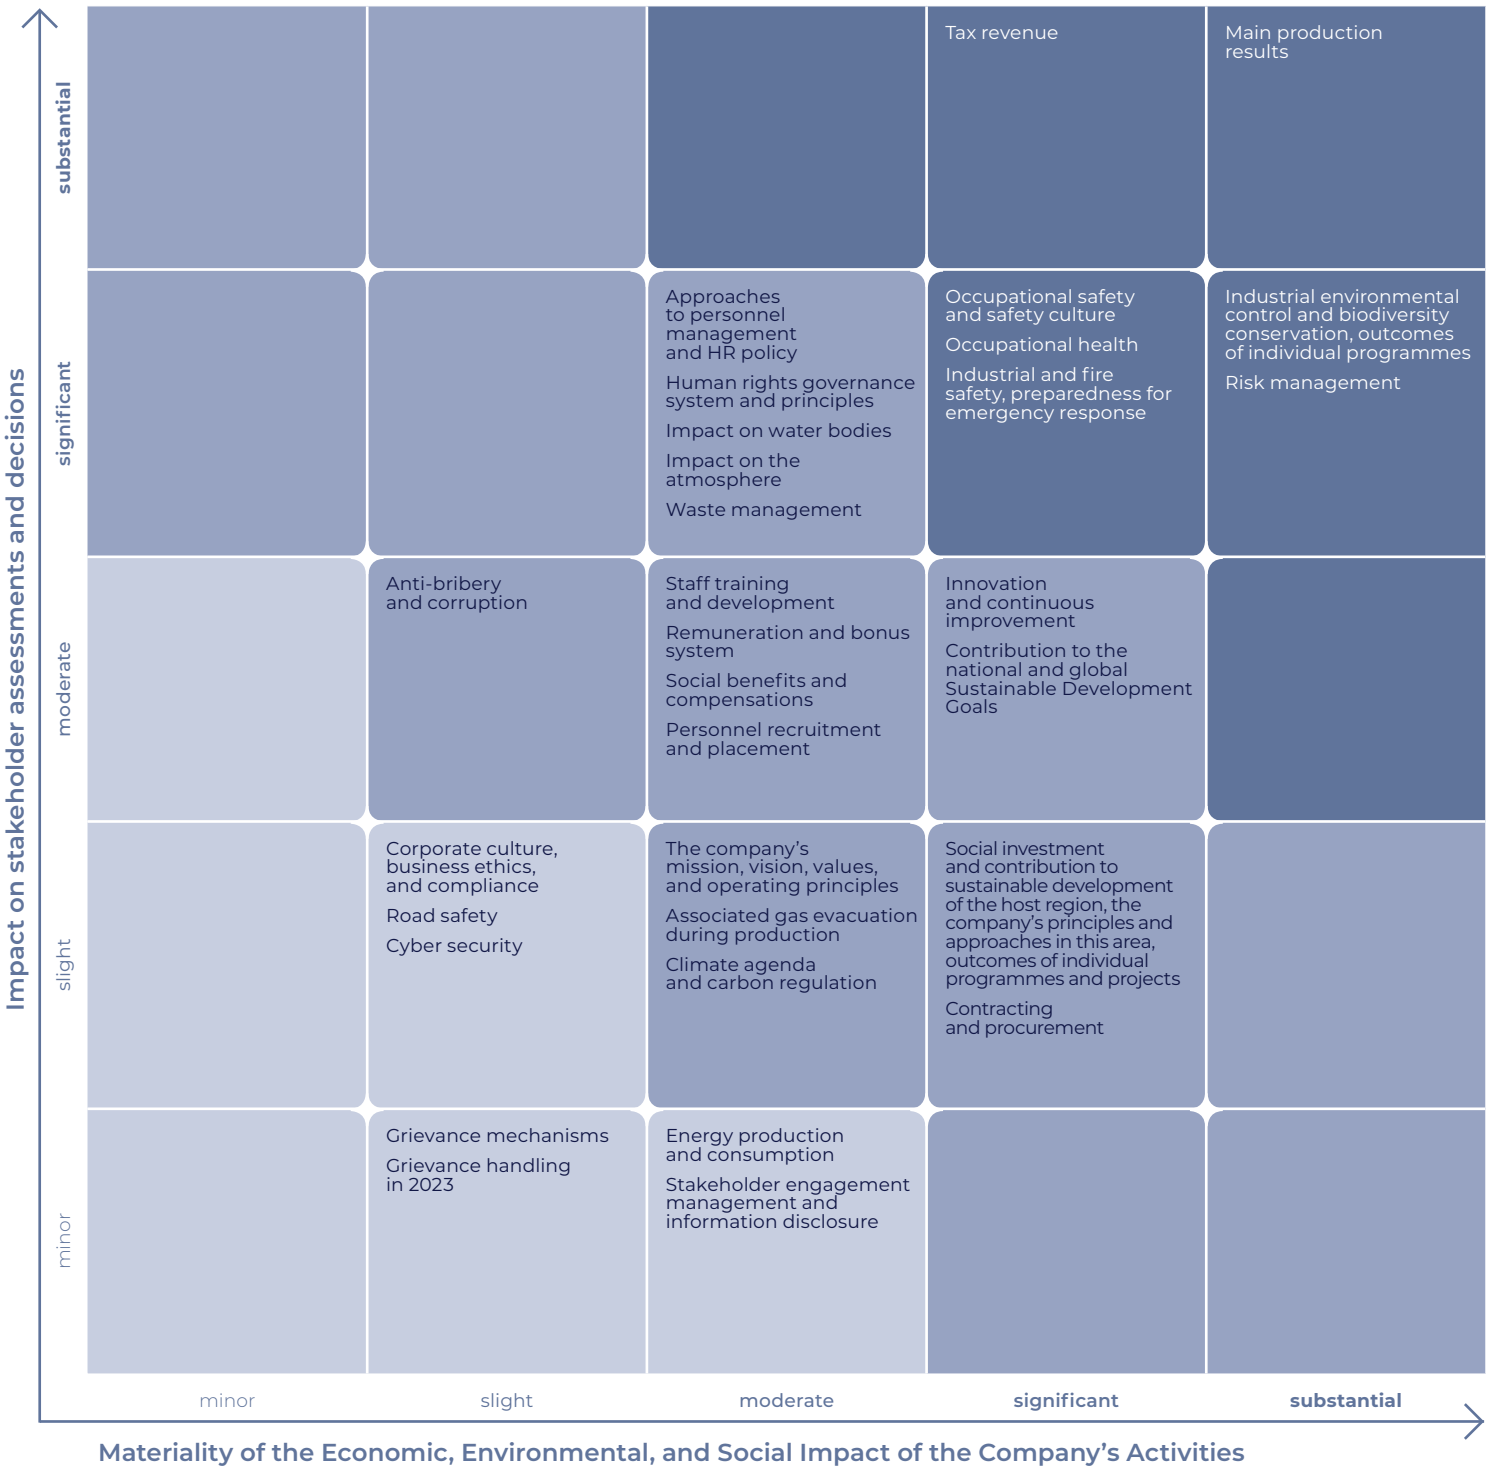 Impact on stakeholder assessments and decisions
substantial
Tax revenue
Main production
results
significant
Approaches
to personnel
management
and HR policy
Human rights governance
system and principles
Impact on water bodies
Impact on the
atmosphere
Waste management
Occupational safety
and safety culture
Occupational health
Industrial and fire
safety, preparedness for
emergency response
Industrial environmental
control and biodiversity
conservation, outcomes
of individual programmes
Risk management
moderate
Anti-bribery
and corruption
Staff training
and development
Remuneration and bonus
system
Social benefits and
compensations
Personnel recruitment
and placement
Innovation
and continuous
improvement
Contribution to the
national and global
Sustainable Development
Goals
slight
Corporate culture,
business ethics,
and compliance
Road safety
Cyber security
The company's
mission, vision, values,
and operating principles
Associated gas evacuation
during production
Climate agenda
and carbon regulation
Social investment
and contribution to
sustainable development
of the host region, the
company's principles and
approaches in this area,
outcomes of individual
programmes and projects
Contracting
and procurement
minor
Grievance mechanisms
Grievance handling
in 2023
Energy production
and consumption
Stakeholder engagement
management and
information disclosure
minor
slight
moderate
significant
substantial
Materiality of the Economic, Environmental, and Social Impact of the Company's Activities